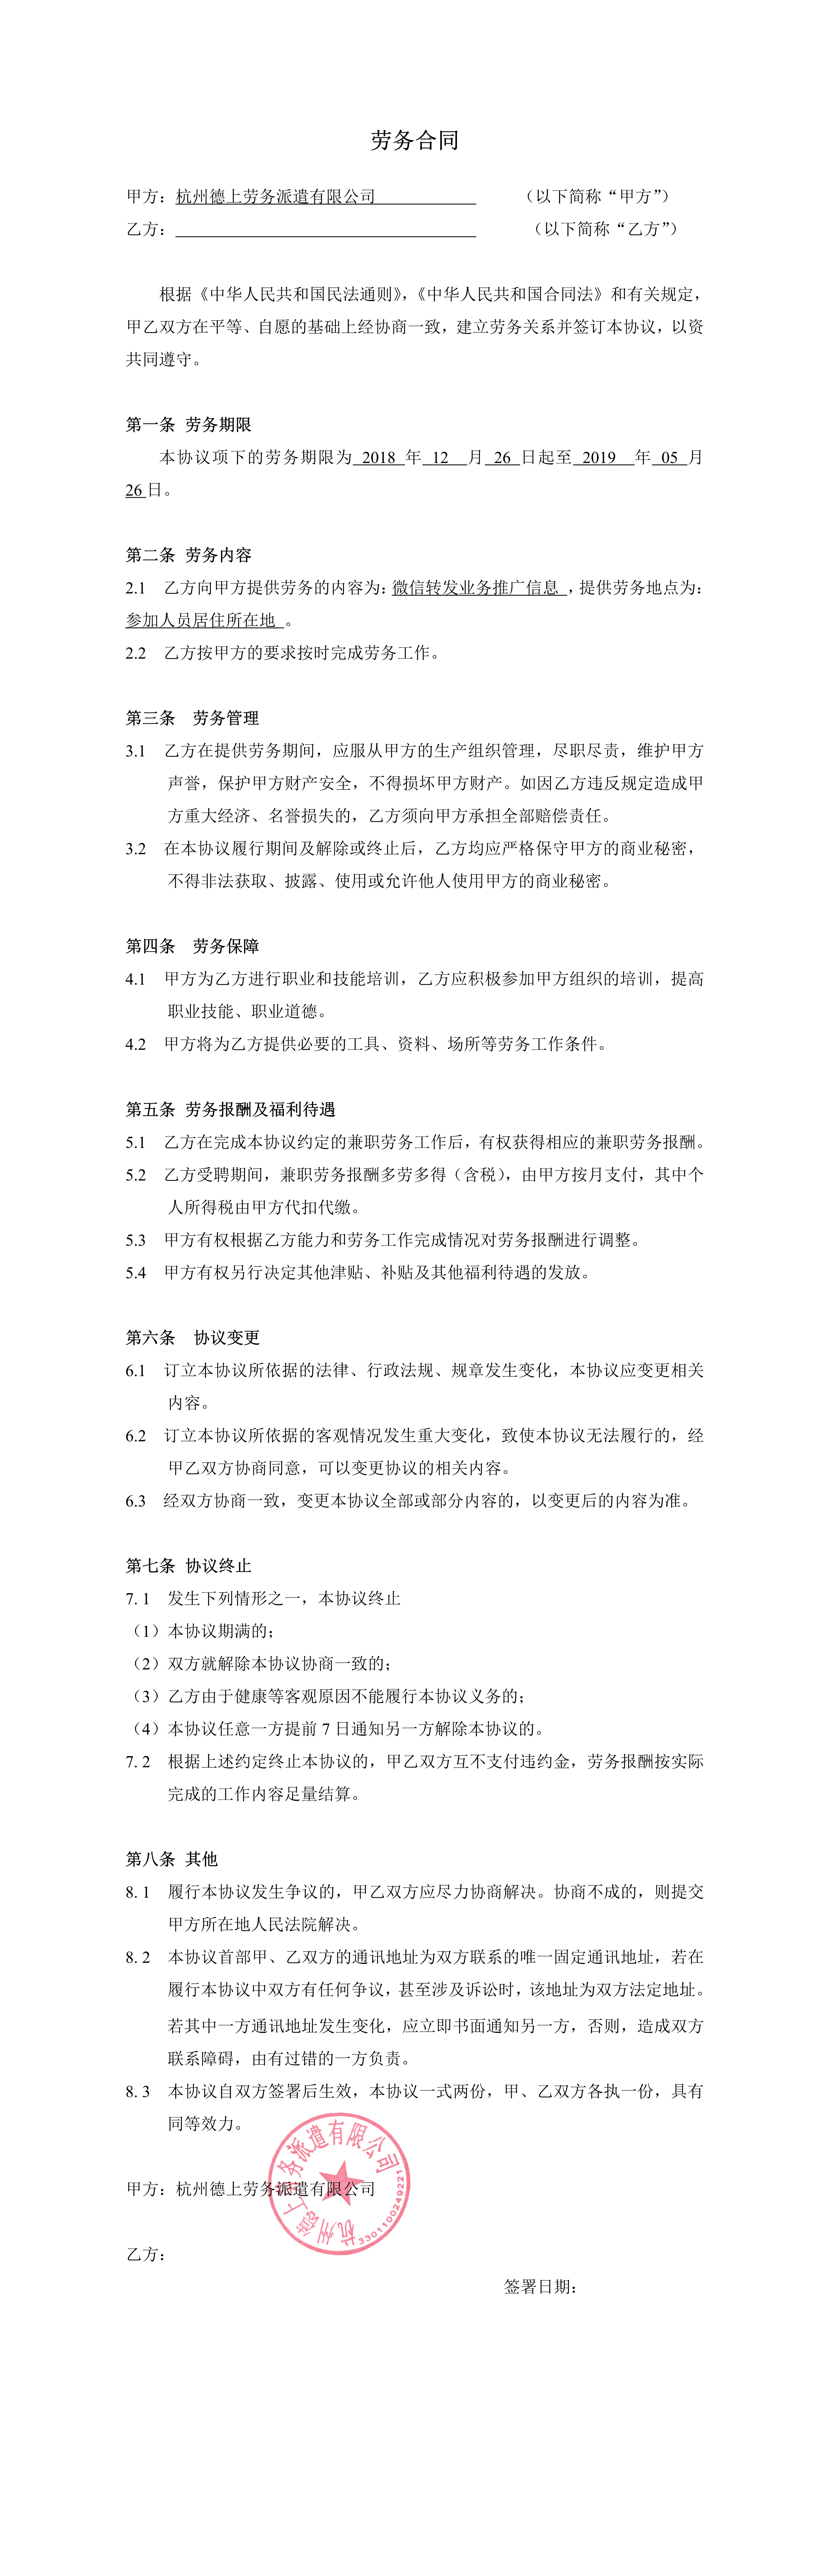 劳务合同
甲方：杭州德上劳务派遣有限公司 （以下简称“甲方”）
乙方： （以下简称“乙方”）
根据《中华人民共和国民法通则》，《中华人民共和国合同法》和有关规定，
甲乙双方在平等、自愿的基础上经协商一致，建立劳务关系并签订本协议，以资
共同遵守。
第一条 劳务期限
本协议项下的劳务期限为 2018 年 12 月 26 日起至 2019 年 05 月
26 日。
第二条 劳务内容
2.1 乙方向甲方提供劳务的内容为：微信转发业务推广信息 ，提供劳务地点为：
参加人员居住所在地 。
2.2 乙方按甲方的要求按时完成劳务工作。
第三条 劳务管理
3.1 乙方在提供劳务期间，应服从甲方的生产组织管理，尽职尽责，维护甲方
声誉，保护甲方财产安全，不得损坏甲方财产。如因乙方违反规定造成甲
方重大经济、名誉损失的，乙方须向甲方承担全部赔偿责任。
3.2 在本协议履行期间及解除或终止后，乙方均应严格保守甲方的商业秘密，
不得非法获取、披露、使用或允许他人使用甲方的商业秘密。
第四条 劳务保障
4.1 甲方为乙方进行职业和技能培训，乙方应积极参加甲方组织的培训，提高
职业技能、职业道德。
4.2 甲方将为乙方提供必要的工具、资料、场所等劳务工作条件。
第五条 劳务报酬及福利待遇
5.1 乙方在完成本协议约定的兼职劳务工作后，有权获得相应的兼职劳务报酬。
5.2 乙方受聘期间，兼职劳务报酬多劳多得（含税），由甲方按月支付，其中个
人所得税由甲方代扣代缴。
5.3 甲方有权根据乙方能力和劳务工作完成情况对劳务报酬进行调整。
5.4 甲方有权另行决定其他津贴、补贴及其他福利待遇的发放。
第六条 协议变更
6.1 订立本协议所依据的法律、行政法规、规章发生变化，本协议应变更相关
内容。
6.2 订立本协议所依据的客观情况发生重大变化，致使本协议无法履行的，经
甲乙双方协商同意，可以变更协议的相关内容。
6.3 经双方协商一致，变更本协议全部或部分内容的，以变更后的内容为准。
第七条 协议终止
7.1 发生下列情形之一，本协议终止
（1）本协议期满的；
（2）双方就解除本协议协商一致的；
（3）乙方由于健康等客观原因不能履行本协议义务的；
（4）本协议任意一方提前 7 日通知另一方解除本协议的。
7.2 根据上述约定终止本协议的，甲乙双方互不支付违约金，劳务报酬按实际
完成的工作内容足量结算。
第八条 其他
8.1 履行本协议发生争议的，甲乙双方应尽力协商解决。协商不成的，则提交
甲方所在地人民法院解决。
8.2 本协议首部甲、乙双方的通讯地址为双方联系的唯一固定通讯地址，若在
履行本协议中双方有任何争议，甚至涉及诉讼时，该地址为双方法定地址。
若其中一方通讯地址发生变化，应立即书面通知另一方，否则，造成双方
联系障碍，由有过错的一方负责。
8.3 本协议自双方签署后生效，本协议一式两份，甲、乙双方各执一份，具有
同等效力。
甲方：杭州德上劳务派遣有限公司
杭州德上劳务派遣有限公司
3301100249221
乙方：
签署日期：